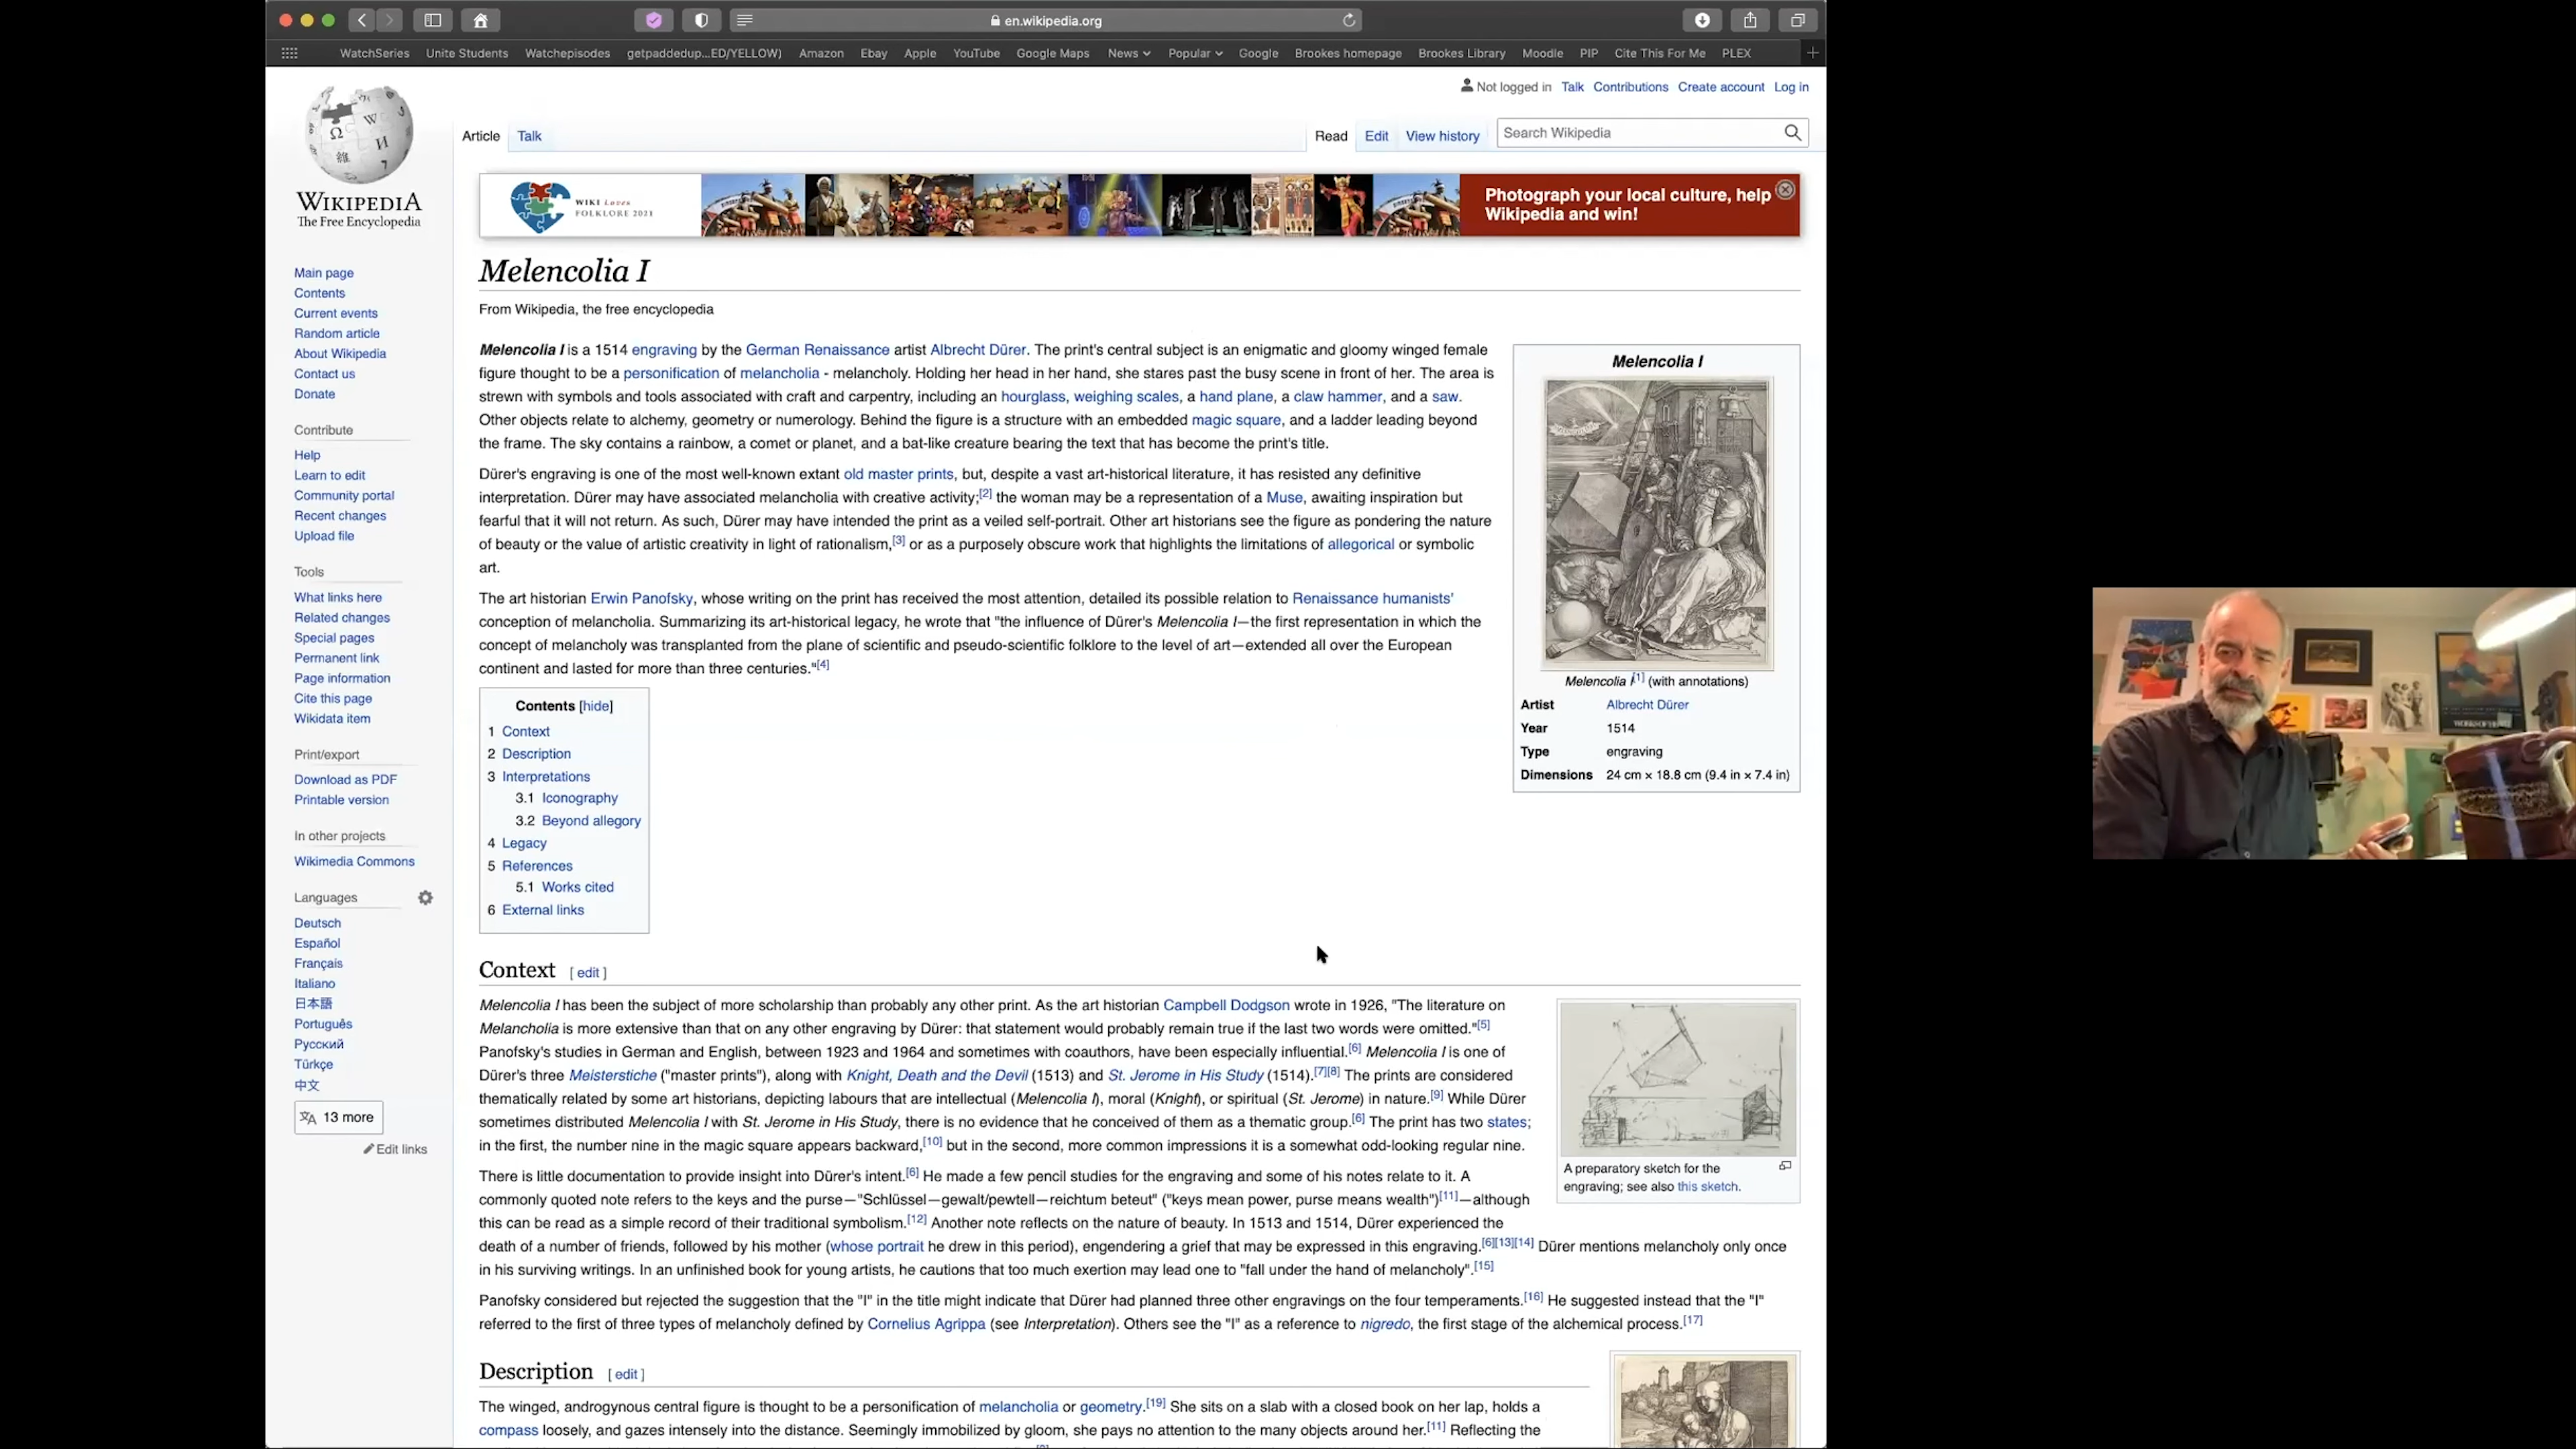 en.wikipedia.org
WatchSeries Unite Students Watchepisodes getpaddedup...ED/YELLOW) Amazon Ebay Apple YouTube Google Maps News Popular Google Brookes homepage Brookes Library Moodle PIP Cite This For Me PLEX
Not logged in Talk Contributions Create account Log in
Article Talk Read Edit View history Search Wikipedia
WIKIPEDIA
The Free Encyclopedia
WIKI Loves
FOLKLORE 2021
Photograph your local culture, help
Wikipedia and win!
Main page
Contents
Current events
Random article
About Wikipedia
Contact us
Donate
Contribute
Help
Learn to edit
Community portal
Recent changes
Upload file
Tools
What links here
Related changes
Special pages
Permanent link
Page information
Cite this page
Wikidata item
Print/export
Download as PDF
Printable version
In other projects
Wikimedia Commons
Languages
Deutsch
Español
Français
Italiano
日本語
Português
Русский
Türkçe
中文
13 more
Edit links
Melencolia I
From Wikipedia, the free encyclopedia
Melencolia I is a 1514 engraving by the German Renaissance artist Albrecht Dürer. The print's central subject is an enigmatic and gloomy winged female
figure thought to be a personification of melancholia - melancholy. Holding her head in her hand, she stares past the busy scene in front of her. The area is
strewn with symbols and tools associated with craft and carpentry, including an hourglass, weighing scales, a hand plane, a claw hammer, and a saw.
Other objects relate to alchemy, geometry or numerology. Behind the figure is a structure with an embedded magic square, and a ladder leading beyond
the frame. The sky contains a rainbow, a comet or planet, and a bat-like creature bearing the text that has become the print's title.
Dürer's engraving is one of the most well-known extant old master prints, but, despite a vast art-historical literature, it has resisted any definitive
interpretation. Dürer may have associated melancholia with creative activity;[2] the woman may be a representation of a Muse, awaiting inspiration but
fearful that it will not return. As such, Dürer may have intended the print as a veiled self-portrait. Other art historians see the figure as pondering the nature
of beauty or the value of artistic creativity in light of rationalism,[3] or as a purposely obscure work that highlights the limitations of allegorical or symbolic
art.
The art historian Erwin Panofsky, whose writing on the print has received the most attention, detailed its possible relation to Renaissance humanists'
conception of melancholia. Summarizing its art-historical legacy, he wrote that "the influence of Dürer's Melencolia I—the first representation in which the
concept of melancholy was transplanted from the plane of scientific and pseudo-scientific folklore to the level of art—extended all over the European
continent and lasted for more than three centuries."[4]
Melencolia I
Melencolia I[1] (with annotations)
Artist Albrecht Dürer
Year 1514
Type engraving
Dimensions 24 cm × 18.8 cm (9.4 in × 7.4 in)
Contents [hide]
1 Context
2 Description
3 Interpretations
3.1 Iconography
3.2 Beyond allegory
4 Legacy
5 References
5.1 Works cited
6 External links
Context [ edit ]
Melencolia I has been the subject of more scholarship than probably any other print. As the art historian Campbell Dodgson wrote in 1926, "The literature on
Melancholia is more extensive than that on any other engraving by Dürer: that statement would probably remain true if the last two words were omitted."[5]
Panofsky's studies in German and English, between 1923 and 1964 and sometimes with coauthors, have been especially influential.[6] Melencolia I is one of
Dürer's three Meisterstiche ("master prints"), along with Knight, Death and the Devil (1513) and St. Jerome in His Study (1514).[7][8] The prints are considered
thematically related by some art historians, depicting labours that are intellectual (Melencolia I), moral (Knight), or spiritual (St. Jerome) in nature.[9] While Dürer
sometimes distributed Melencolia I with St. Jerome in His Study, there is no evidence that he conceived of them as a thematic group.[6] The print has two states;
in the first, the number nine in the magic square appears backward,[10] but in the second, more common impressions it is a somewhat odd-looking regular nine.
A preparatory sketch for the
engraving; see also this sketch.
There is little documentation to provide insight into Dürer's intent.[6] He made a few pencil studies for the engraving and some of his notes relate to it. A
commonly quoted note refers to the keys and the purse—"Schlüssel—gewalt/pewtell—reichtum beteut" ("keys mean power, purse means wealth")[11]—although
this can be read as a simple record of their traditional symbolism.[12] Another note reflects on the nature of beauty. In 1513 and 1514, Dürer experienced the
death of a number of friends, followed by his mother (whose portrait he drew in this period), engendering a grief that may be expressed in this engraving.[6][13][14] Dürer mentions melancholy only once
in his surviving writings. In an unfinished book for young artists, he cautions that too much exertion may lead one to "fall under the hand of melancholy".[15]
Panofsky considered but rejected the suggestion that the "I" in the title might indicate that Dürer had planned three other engravings on the four temperaments.[16] He suggested instead that the "I"
referred to the first of three types of melancholy defined by Cornelius Agrippa (see Interpretation). Others see the "I" as a reference to nigredo, the first stage of the alchemical process.[17]
Description [ edit ]
The winged, androgynous central figure is thought to be a personification of melancholia or geometry.[19] She sits on a slab with a closed book on her lap, holds a
compass loosely, and gazes intensely into the distance. Seemingly immobilized by gloom, she pays no attention to the many objects around her.[11] Reflecting the